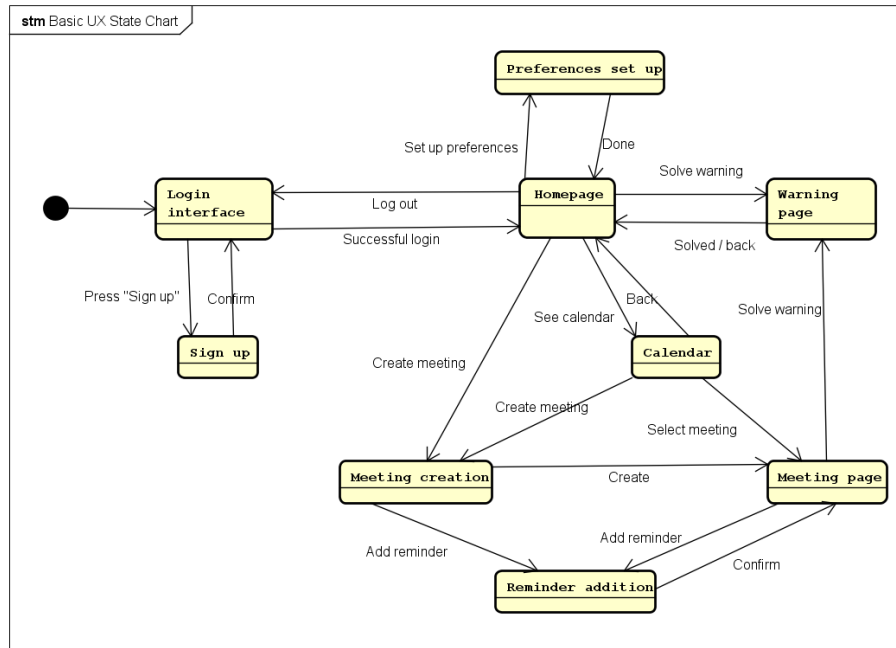 stm Basic UX State Chart
Preferences set up
Set up preferences
Done
Login
interface
Log out
Homepage
Solve warning
Warning
page
Successful login
Solved / back
Press "Sign up"
Confirm
Sign up
See calendar
Back
Calendar
Solve warning
Create meeting
Create meeting
Select meeting
Meeting creation
Create
Meeting page
Add reminder
Add reminder
Confirm
Reminder addition